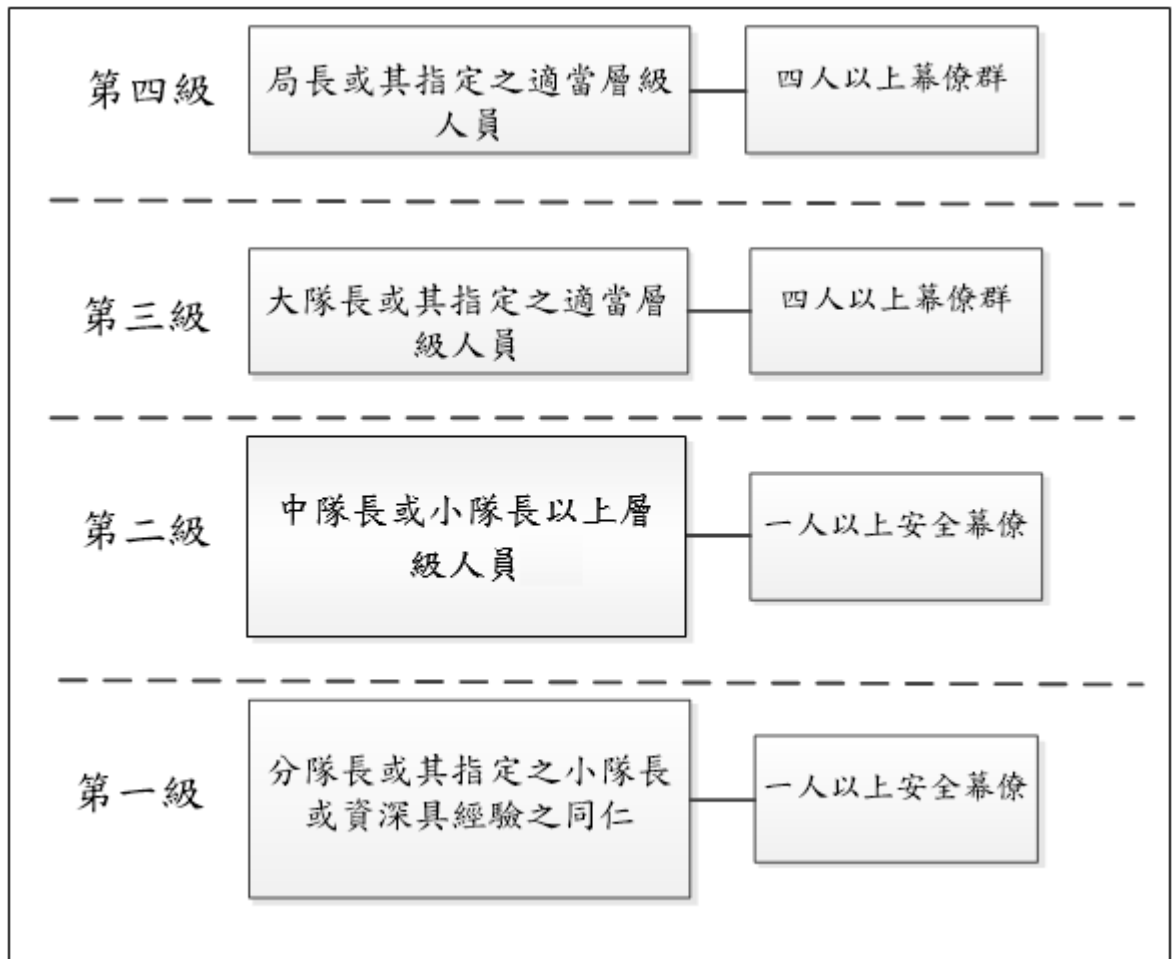 第四級
局長或其指定之適當層級
人員
四人以上幕僚群
第三級
大隊長或其指定之適當層
級人員
四人以上幕僚群
第二級
中隊長或小隊長以上層
級人員
一人以上安全幕僚
第一級
分隊長或其指定之小隊長
或資深具經驗之同仁
一人以上安全幕僚